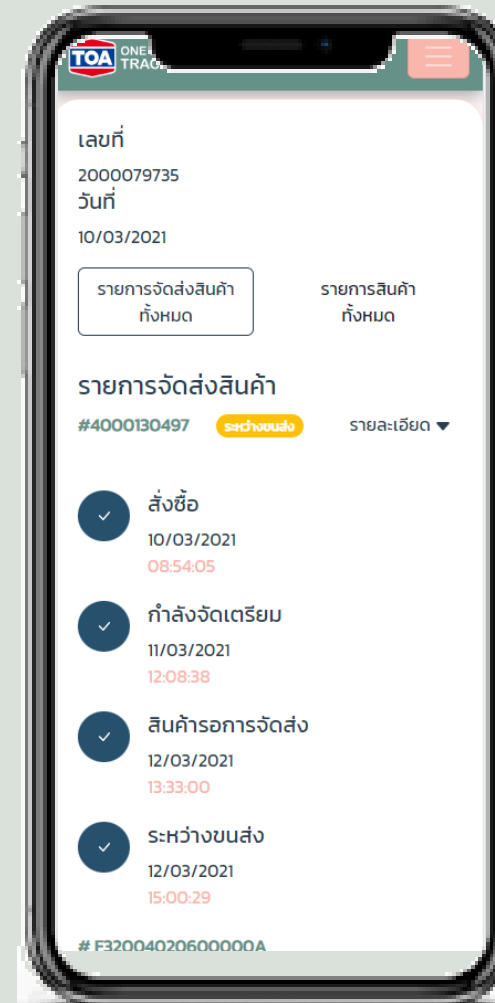 TOA ONE
TRAC
เลขที่
2000079735
วันที่
10/03/2021
รายการจัดส่งสินค้า
ทั้งหมด
รายการสินค้า
ทั้งหมด
รายการจัดส่งสินค้า
#4000130497 ระหว่างขนส่ง รายละเอียด
สั่งซื้อ
10/03/2021
08:54:05
กำลังจัดเตรียม
11/03/2021
12:08:38
สินค้ารอการจัดส่ง
12/03/2021
13:33:00
ระหว่างขนส่ง
12/03/2021
15:00:29
# F32004020600000A